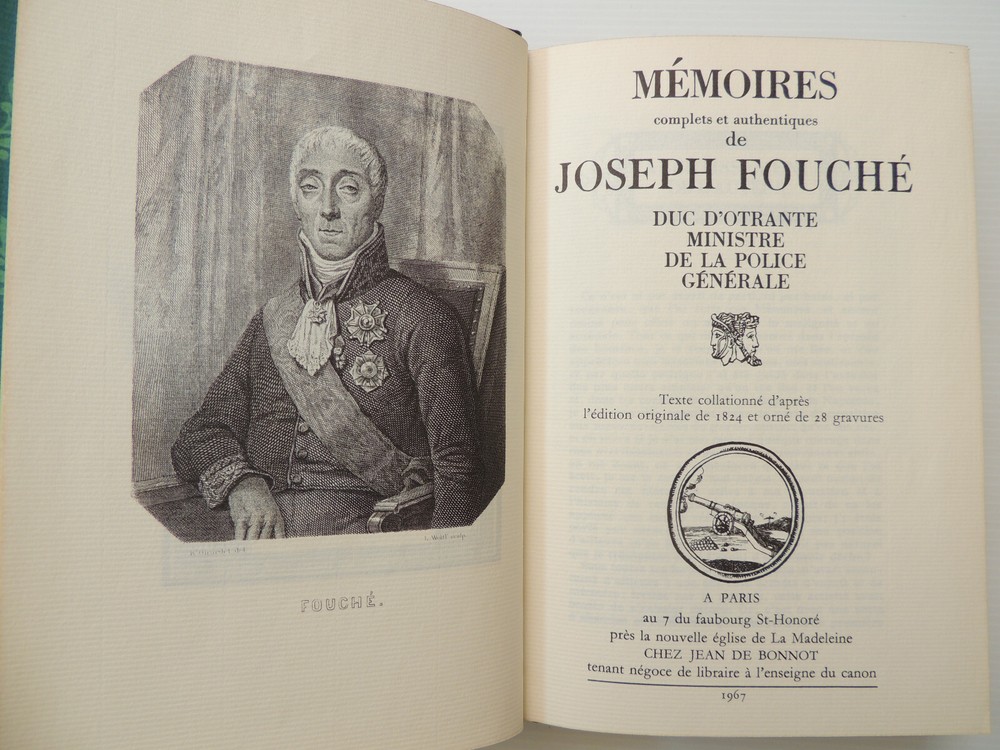 L. Wolf sculp.
FOUCHÉ.
MÉMOIRES
complets et authentiques
de
JOSEPH FOUCHÉ
DUC D'OTRANTE
MINISTRE
DE LA POLICE
GÉNÉRALE
Texte collationné d'après
l'édition originale de 1824 et orné de 28 gravures
A PARIS
au 7 du faubourg St-Honoré
près la nouvelle église de La Madeleine
CHEZ JEAN DE BONNOT
tenant négoce de libraire à l'enseigne du canon
1967